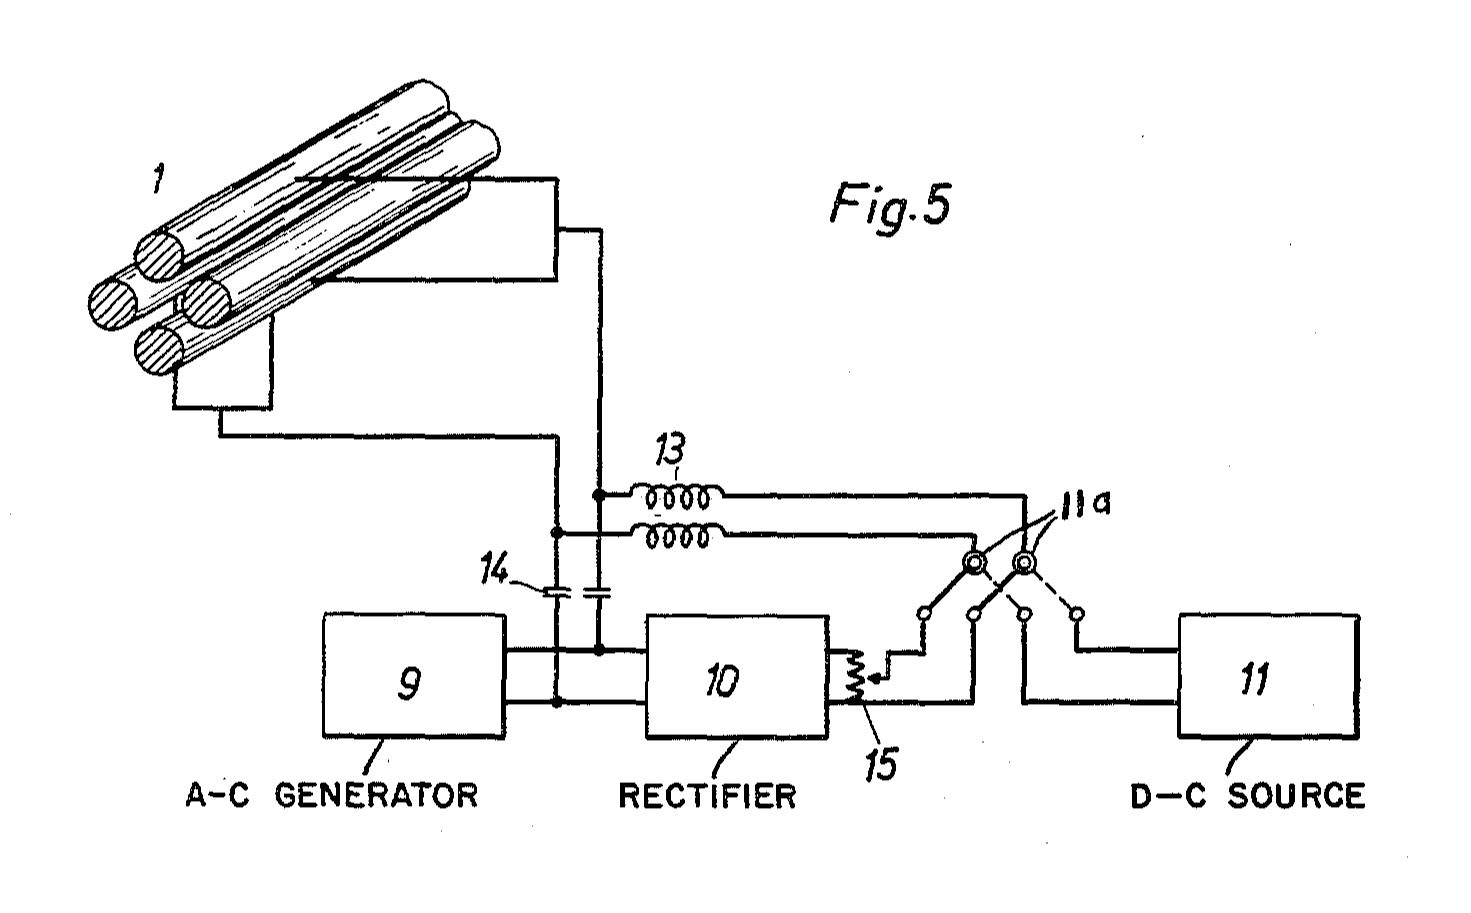 1
Fig.5
13
11a
14
9
10
11
15
A-C GENERATOR
RECTIFIER
D-C SOURCE